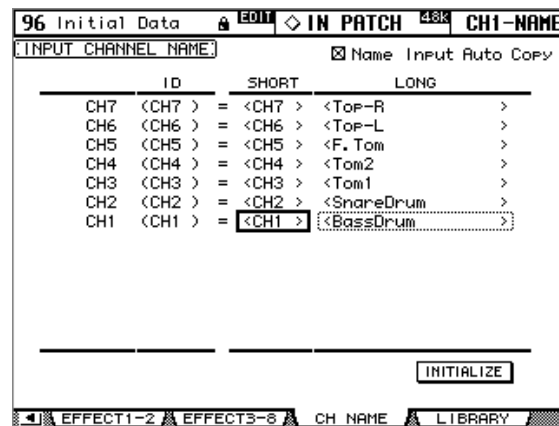 96 Initial Data EDIT ◇ IN PATCH 48K CH1-NAME
INPUT CHANNEL NAME
☒ Name Input Auto Copy
ID SHORT LONG
CH7 (CH7 ) = <CH7 > <Top-R >
CH6 (CH6 ) = <CH6 > <Top-L >
CH5 (CH5 ) = <CH5 > <F.Tom >
CH4 (CH4 ) = <CH4 > <Tom2 >
CH3 (CH3 ) = <CH3 > <Tom1 >
CH2 (CH2 ) = <CH2 > <SnareDrum >
CH1 (CH1 ) = <CH1 > <BassDrum >
INITIALIZE
EFFECT1-2 EFFECT3-8 CH NAME LIBRARY